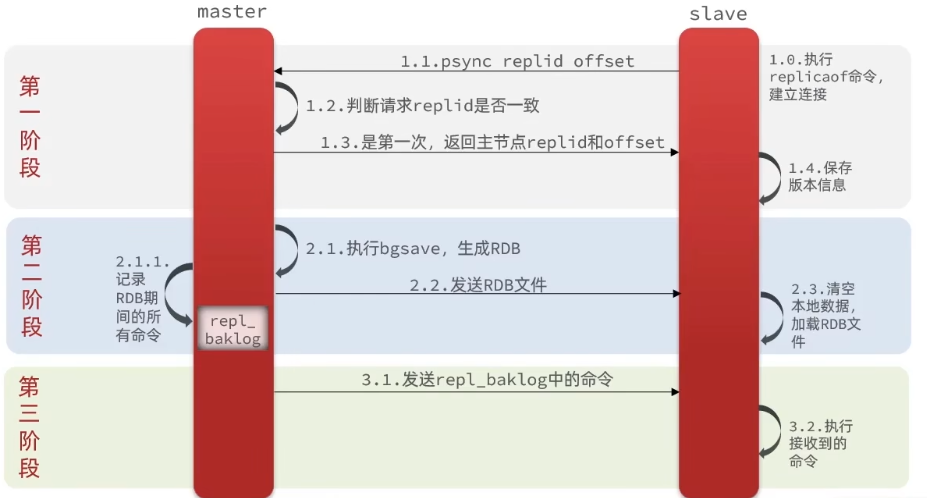 master
slave
第一阶段
1.0.执行
replicaof命令,
建立连接
1.1.psync replid offset
1.2.判断请求replid是否一致
1.3.是第一次，返回主节点replid和offset
1.4.保存
版本信息
第二阶段
2.1.执行bgsave，生成RDB
2.1.1.
记录
RDB期
间的所
有命令
repl_
baklog
2.2.发送RDB文件
2.3.清空
本地数据，
加载RDB文
件
第三阶段
3.1.发送repl_baklog中的命令
3.2.执行
接收到的
命令